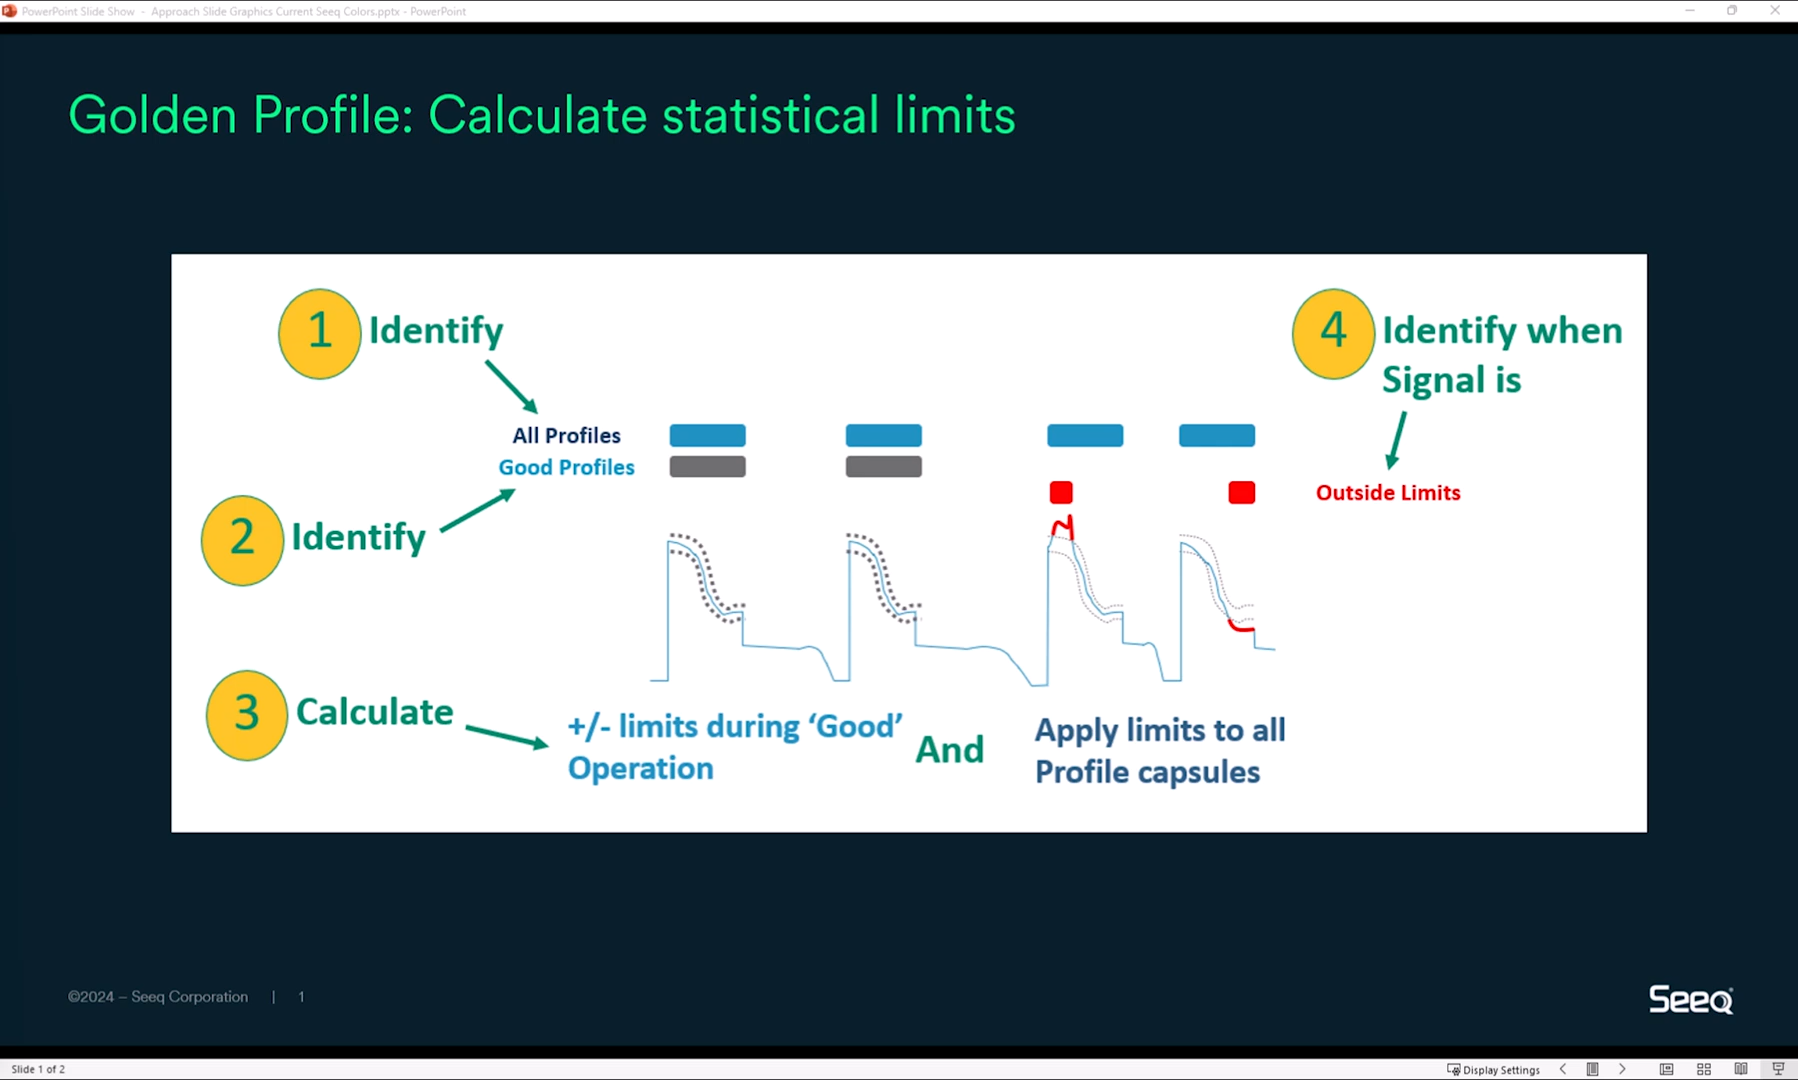 PowerPoint Slide Show - Approach Slide Graphics Current Seeq Colors.pptx - PowerPoint
Golden Profile: Calculate statistical limits
1 Identify
4 Identify when
Signal is
All Profiles
Good Profiles
Outside Limits
2 Identify
3 Calculate
+/- limits during ‘Good’
Operation
And
Apply limits to all
Profile capsules
©2024 – Seeq Corporation | 1
Seeq
Slide 1 of 2
Display Settings